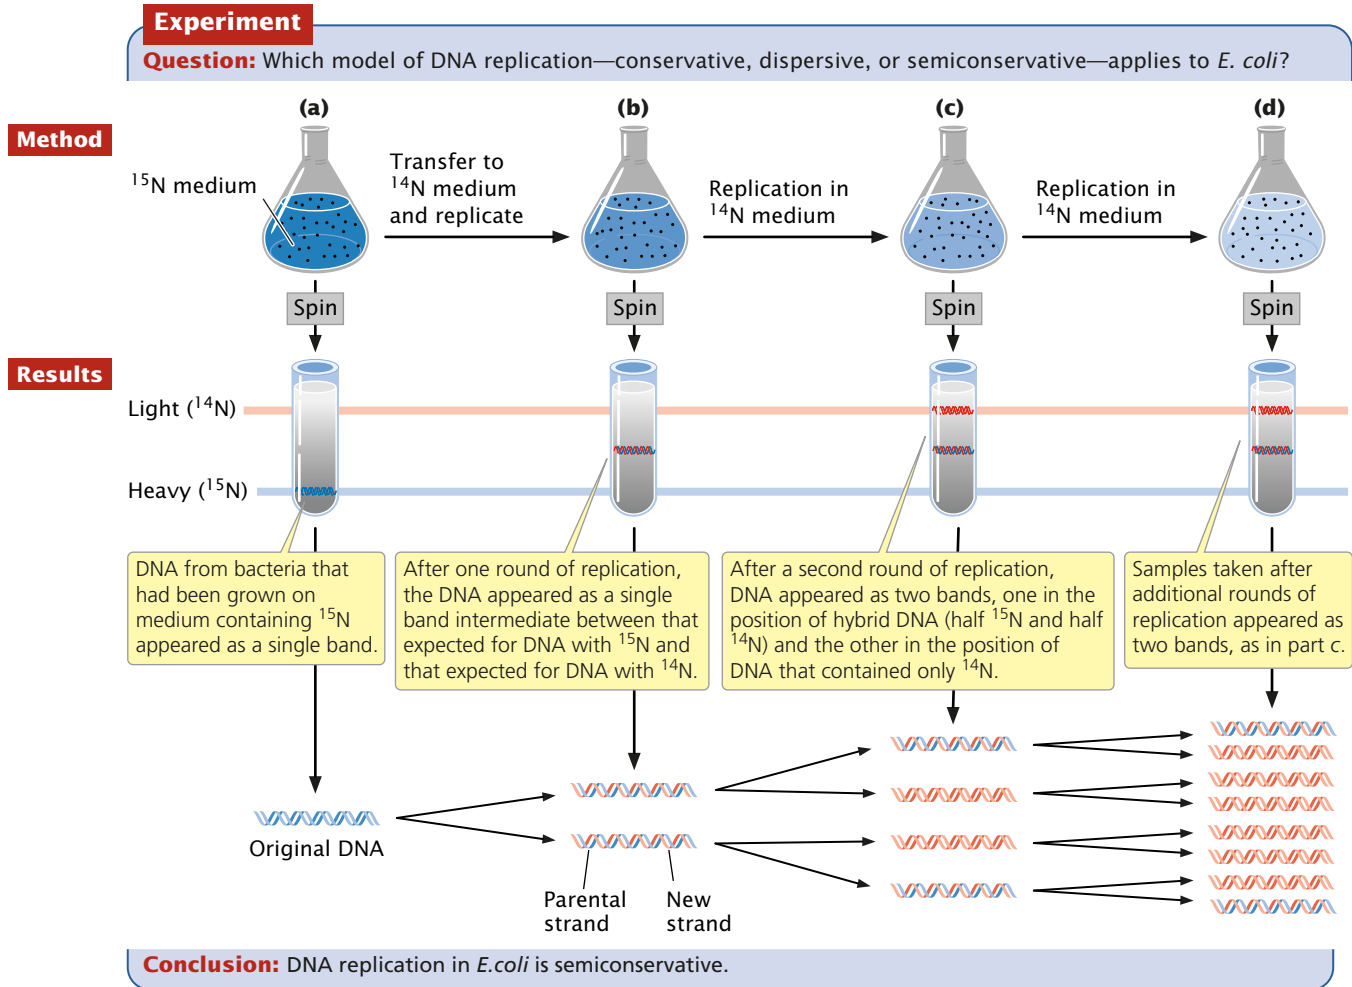 Experiment
Question: Which model of DNA replication—conservative, dispersive, or semiconservative—applies to E. coli?
(a)
(b)
(c)
(d)
Method
15N medium
Transfer to
14N medium
and replicate
Replication in
14N medium
Replication in
14N medium
Spin
Spin
Spin
Spin
Results
Light (14N)
Heavy (15N)
DNA from bacteria that
had been grown on
medium containing 15N
appeared as a single band.
After one round of replication,
the DNA appeared as a single
band intermediate between that
expected for DNA with 15N and
that expected for DNA with 14N.
After a second round of replication,
DNA appeared as two bands, one in the
position of hybrid DNA (half 15N and half
14N) and the other in the position of
DNA that contained only 14N.
Samples taken after
additional rounds of
replication appeared as
two bands, as in part c.
Original DNA
Parental
strand
New
strand
Conclusion: DNA replication in E.coli is semiconservative.